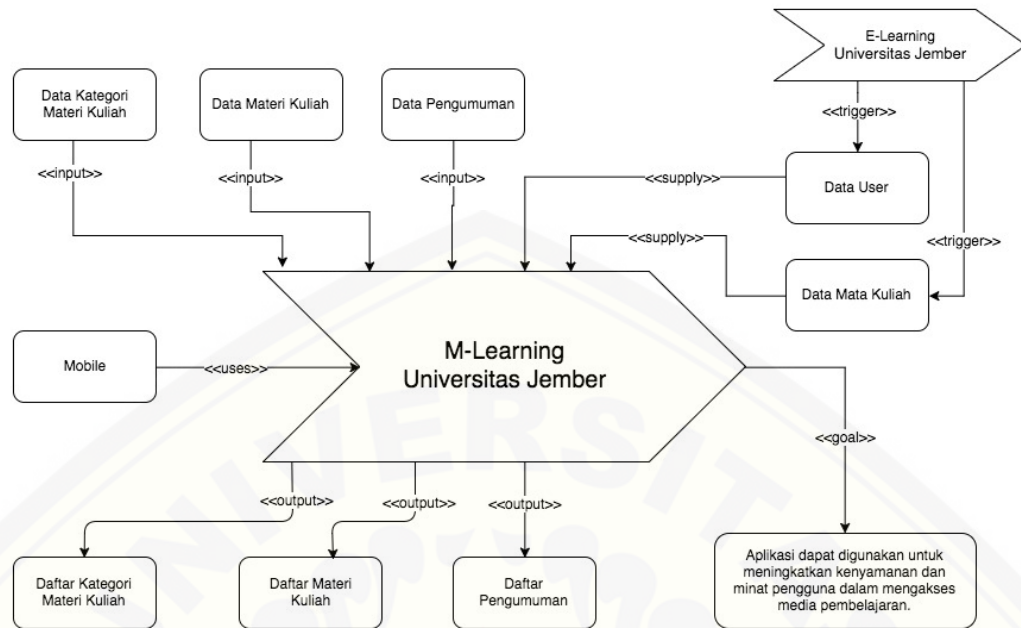 E-Learning
Universitas Jember
Data Kategori
Materi Kuliah
Data Materi Kuliah
Data Pengumuman
<<trigger>>
<<input>>
<<input>>
<<input>>
<<supply>>
Data User
<<supply>>
<<trigger>>
Data Mata Kuliah
M-Learning
Universitas Jember
Mobile
<<uses>>
<<goal>>
<<output>>
<<output>>
<<output>>
Daftar Kategori
Materi Kuliah
Daftar Materi
Kuliah
Daftar
Pengumuman
Aplikasi dapat digunakan untuk
meningkatkan kenyamanan dan
minat pengguna dalam mengakses
media pembelajaran.
UNIVERSITAS